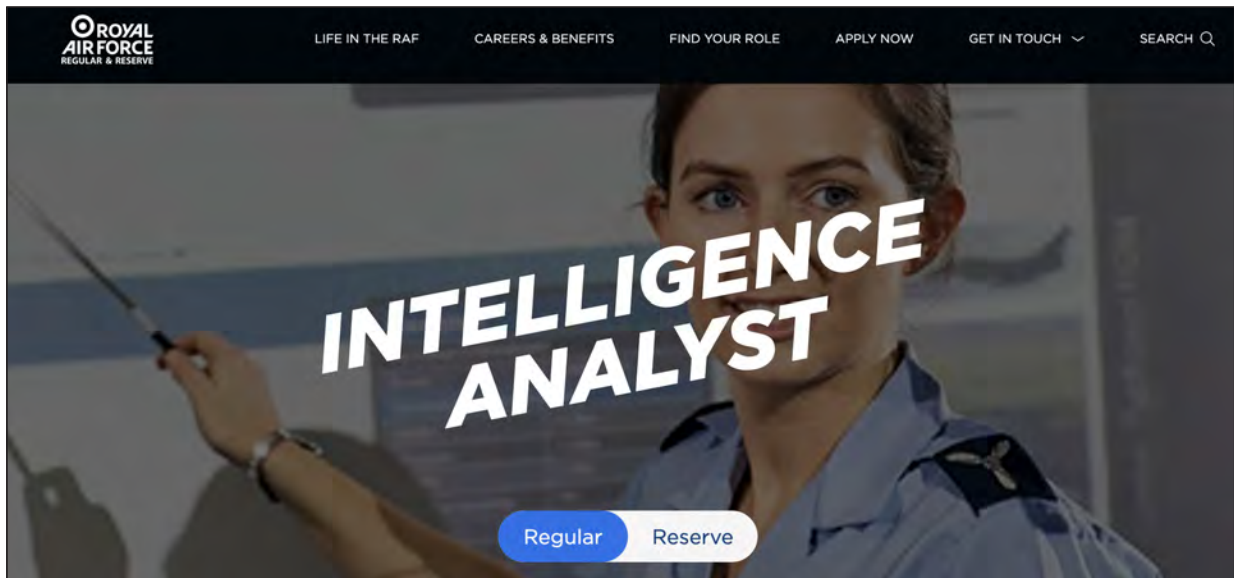 ROYAL
AIR FORCE
REGULAR & RESERVE
LIFE IN THE RAF
CAREERS & BENEFITS
FIND YOUR ROLE
APPLY NOW
GET IN TOUCH
SEARCH
INTELLIGENCE
ANALYST
Regular
Reserve